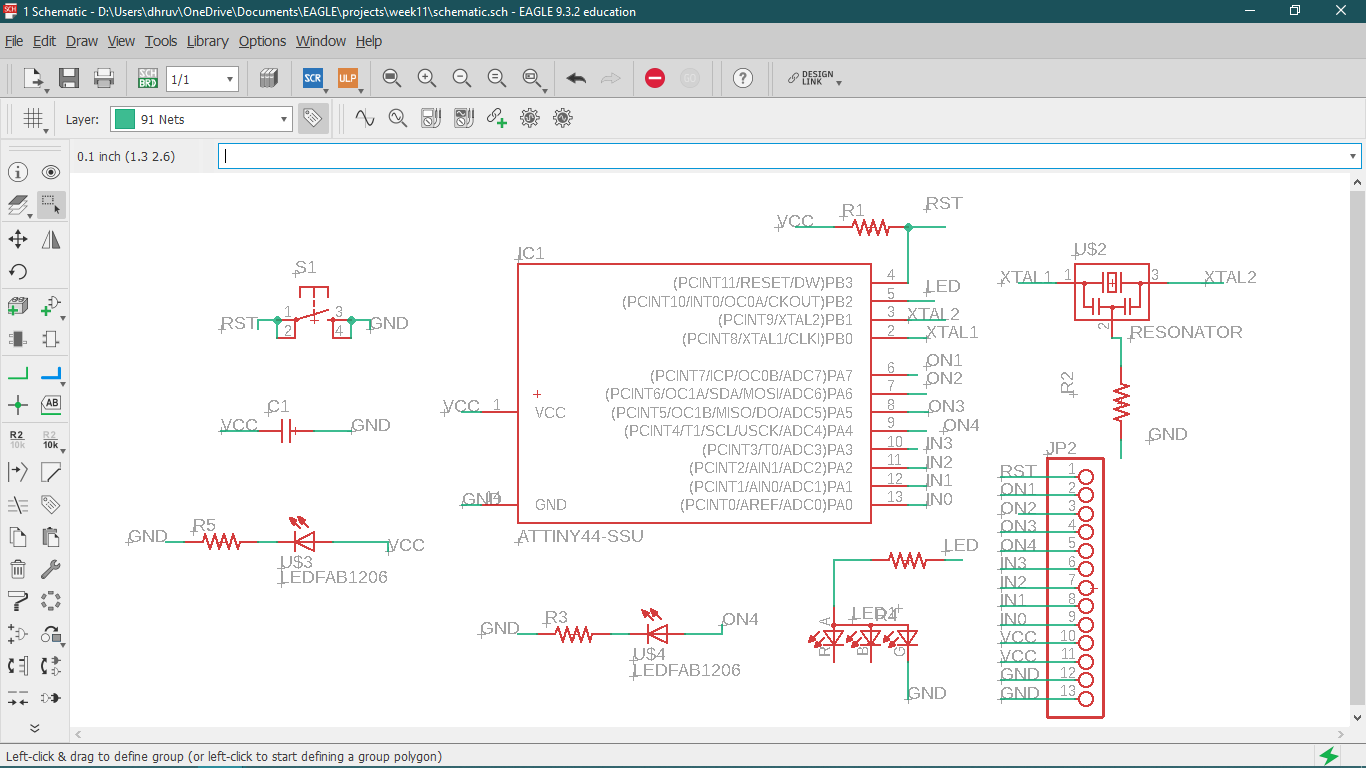 1 Schematic - D:\Users\dhruv\OneDrive\Documents\EAGLE\projects\week11\schematic.sch - EAGLE 9.3.2 education
File Edit Draw View Tools Library Options Window Help
SCH BRD 1/1 SCR ULP DESIGN LINK
Layer: 91 Nets
0.1 inch (1.3 2.6)
R2 10k R2 10k
S1
RST 1 2 3 4 GND
C1
VCC GND
GND R5 VCC
U$3
LEDFAB1206
IC1
VCC R1 RST
(PCINT11/RESET/DW)PB3 4
(PCINT10/INT0/OC0A/CKOUT)PB2 5 LED
(PCINT9/XTAL2)PB1 3 XTAL2
(PCINT8/XTAL1/CLKI)PB0 2 XTAL1
(PCINT7/ICP/OC0B/ADC7)PA7 6 ON1
(PCINT6/OC1A/SDA/MOSI/ADC6)PA6 7 ON2
VCC 1 VCC (PCINT5/OC1B/MISO/DO/ADC5)PA5 8 ON3
(PCINT4/T1/SCL/USCK/ADC4)PA4 9 ON4
(PCINT3/T0/ADC3)PA3 10 IN3
(PCINT2/AIN1/ADC2)PA2 11 IN2
(PCINT1/AIN0/ADC1)PA1 12 IN1
GND 14 GND (PCINT0/AREF/ADC0)PA0 13 IN0
ATTINY44-SSU
U$2
XTAL1 1 3 XTAL2
2 RESONATOR
R2
GND
JP2
RST 1
ON1 2
ON2 3
ON3 4
ON4 5
IN3 6
IN2 7
IN1 8
IN0 9
VCC 10
VCC 11
GND 12
GND 13
GND R3 ON4
U$4
LEDFAB1206
LED
LED1
R4
A
R B G
GND
Left-click & drag to define group (or left-click to start defining a group polygon)